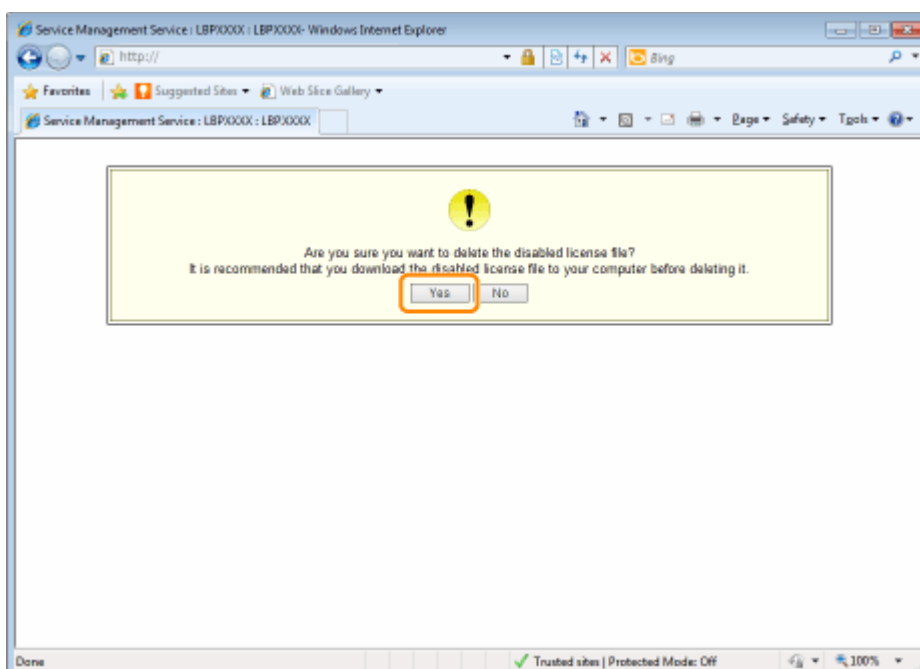 Service Management Service : LBPXXXX : LBPXXXX- Windows Internet Explorer
http://
Bing
Favorites Suggested Sites Web Slice Gallery
Service Management Service : LBPXXXX : LBPXXXX
Page Safety Tools
Are you sure you want to delete the disabled license file?
It is recommended that you download the disabled license file to your computer before deleting it.
Yes No
Done Trusted sites | Protected Mode: Off 100%